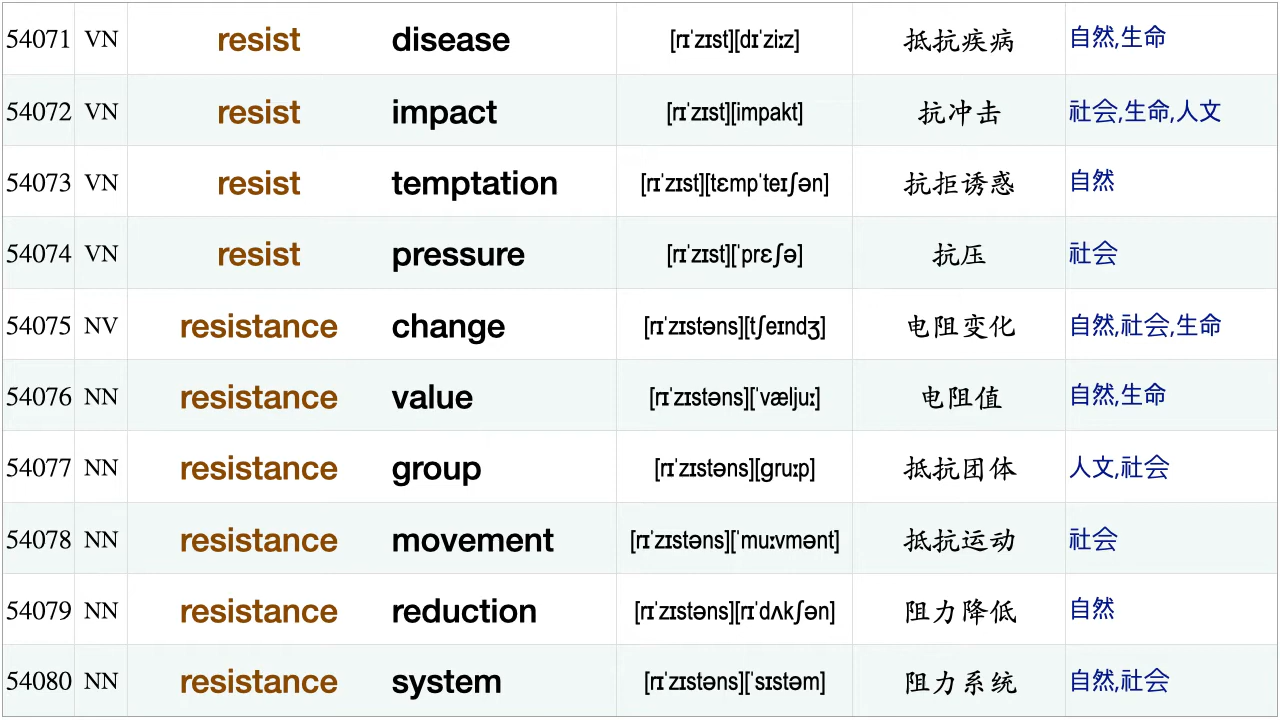 54071 VN resist disease [rɪˈzɪst][dɪˈziːz] 抵抗疾病 自然,生命
54072 VN resist impact [rɪˈzɪst][impakt] 抗冲击 社会,生命,人文
54073 VN resist temptation [rɪˈzɪst][tɛmpˈteɪʃən] 抗拒诱惑 自然
54074 VN resist pressure [rɪˈzɪst][ˈprɛʃə] 抗压 社会
54075 NV resistance change [rɪˈzɪstəns][tʃeɪndʒ] 电阻变化 自然,社会,生命
54076 NN resistance value [rɪˈzɪstəns][ˈvæljuː] 电阻值 自然,生命
54077 NN resistance group [rɪˈzɪstəns][gruːp] 抵抗团体 人文,社会
54078 NN resistance movement [rɪˈzɪstəns][ˈmuːvmənt] 抵抗运动 社会
54079 NN resistance reduction [rɪˈzɪstəns][rɪˈdʌkʃən] 阻力降低 自然
54080 NN resistance system [rɪˈzɪstəns][ˈsɪstəm] 阻力系统 自然,社会